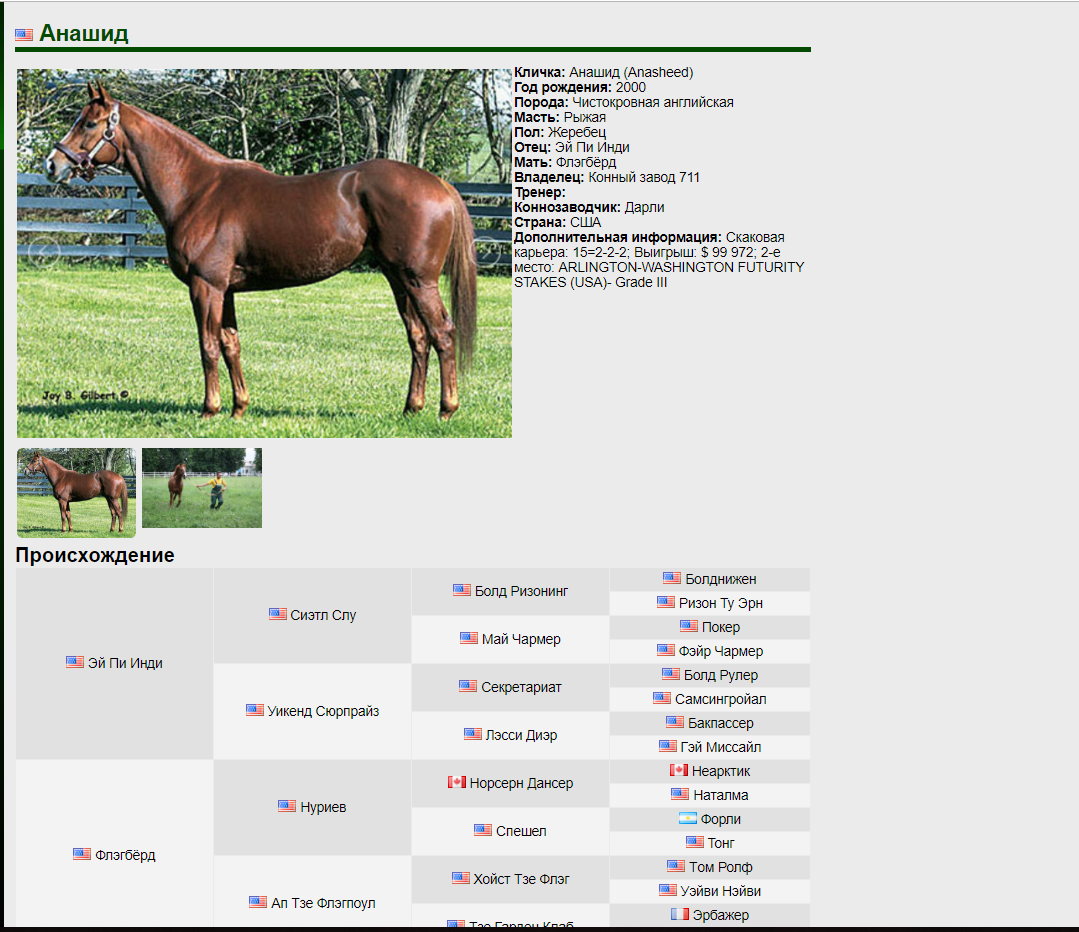 Анашид
Кличка: Анашид (Anasheed)
Год рождения: 2000
Порода: Чистокровная английская
Масть: Рыжая
Пол: Жеребец
Отец: Эй Пи Инди
Мать: Флэгбёрд
Владелец: Конный завод 711
Тренер:
Коннозаводчик: Дарли
Страна: США
Дополнительная информация: Скаковая
карьера: 15=2-2-2; Выигрыш: $ 99 972; 2-е
место: ARLINGTON-WASHINGTON FUTURITY
STAKES (USA)- Grade III
Joy B. Gilbert ©
Происхождение
Эй Пи Инди
Сиэтл Слу
Болд Ризонинг
Болднижен
Ризон Ту Эрн
Май Чармер
Покер
Фэйр Чармер
Уикенд Сюрпрайз
Секретариат
Болд Рулер
Самсингройал
Лэсси Диэр
Бакпассер
Гэй Миссайл
Флэгбёрд
Нуриев
Норсерн Дансер
Неарктик
Наталма
Спешел
Форли
Тонг
Ап Тзе Флэгпоул
Хойст Тзе Флэг
Том Ролф
Уэйви Нэйви
Тзе Гарден Клаб
Эрбажер